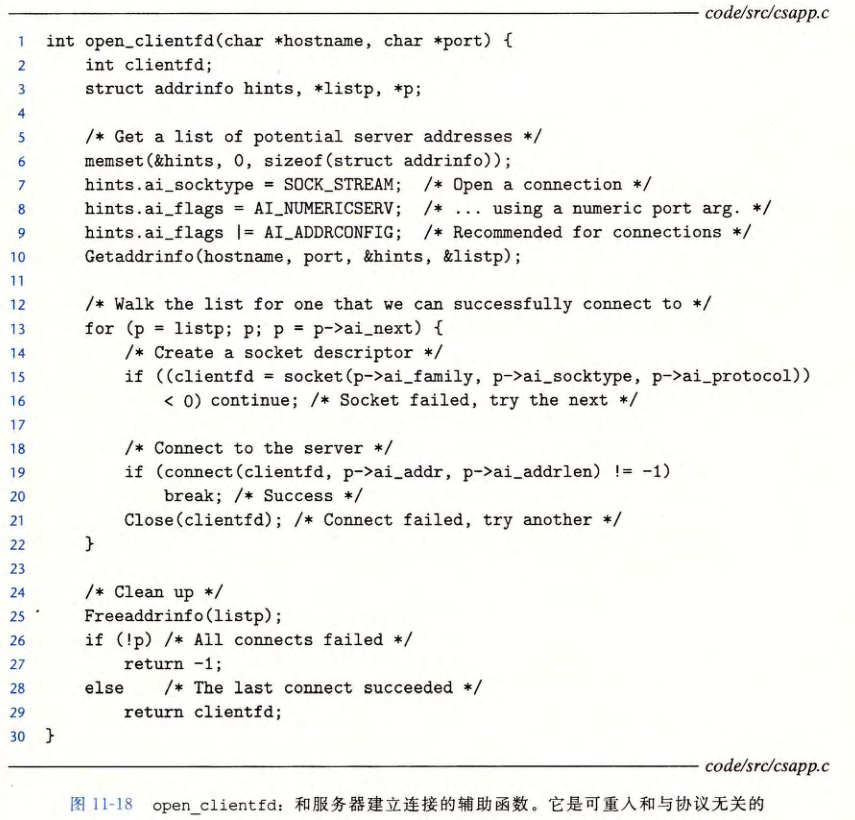 code/src/csapp.c
1 int open_clientfd(char *hostname, char *port) {
2     int clientfd;
3     struct addrinfo hints, *listp, *p;
4
5     /* Get a list of potential server addresses */
6     memset(&hints, 0, sizeof(struct addrinfo));
7     hints.ai_socktype = SOCK_STREAM;  /* Open a connection */
8     hints.ai_flags = AI_NUMERICSERV;  /* ... using a numeric port arg. */
9     hints.ai_flags |= AI_ADDRCONFIG;  /* Recommended for connections */
10     Getaddrinfo(hostname, port, &hints, &listp);
11
12     /* Walk the list for one that we can successfully connect to */
13     for (p = listp; p; p = p->ai_next) {
14         /* Create a socket descriptor */
15         if ((clientfd = socket(p->ai_family, p->ai_socktype, p->ai_protocol))
16             < 0) continue; /* Socket failed, try the next */
17
18         /* Connect to the server */
19         if (connect(clientfd, p->ai_addr, p->ai_addrlen) != -1)
20             break; /* Success */
21         Close(clientfd); /* Connect failed, try another */
22     }
23
24     /* Clean up */
25     Freeaddrinfo(listp);
26     if (!p) /* All connects failed */
27         return -1;
28     else    /* The last connect succeeded */
29         return clientfd;
30 }
code/src/csapp.c
图 11-18 open_clientfd：和服务器建立连接的辅助函数。它是可重入和与协议无关的